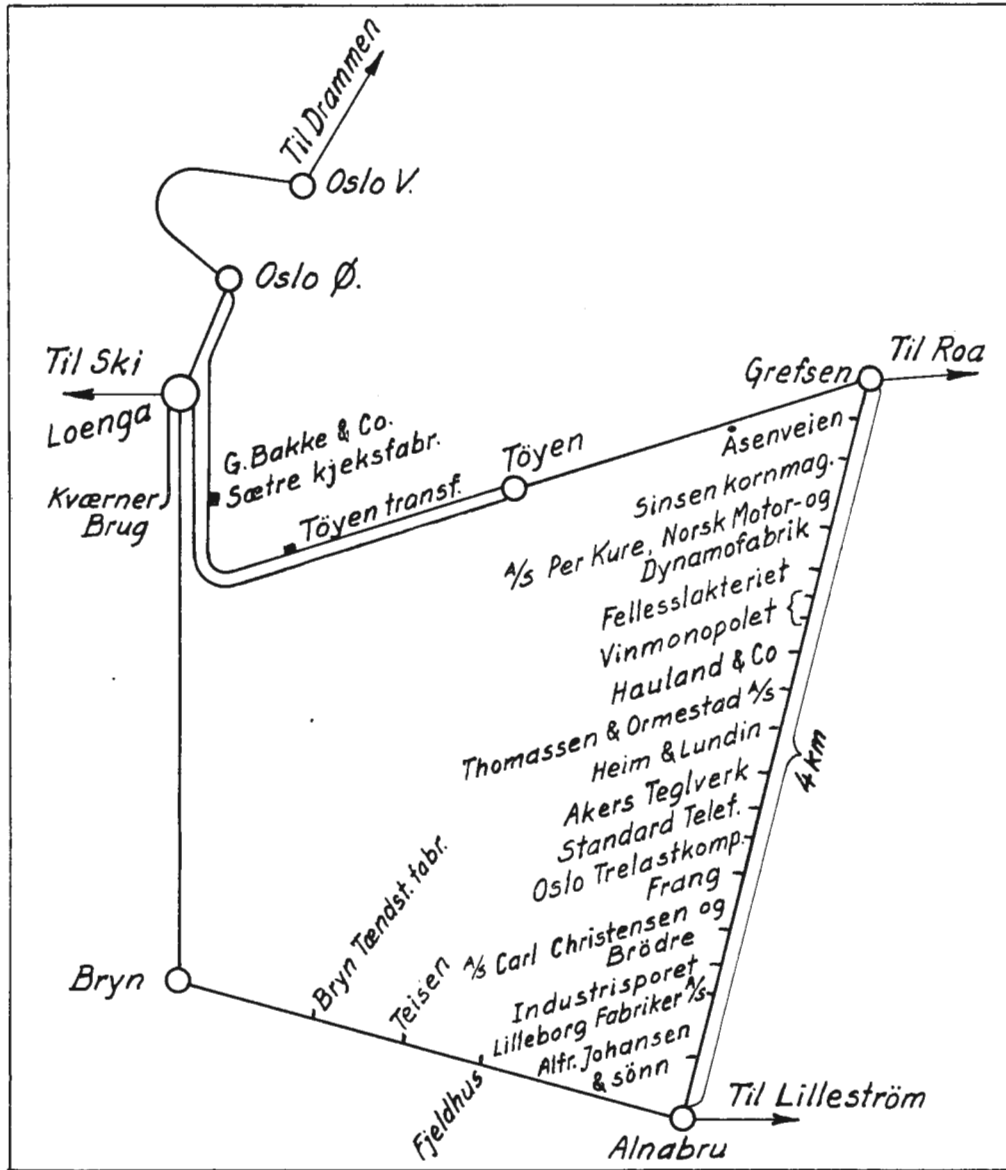 Til Drammen
Oslo V.
Oslo Ø.
Til Ski
Loenga
Kværner
Brug
G. Bakke & Co.
Sætre kjeksfabr.
Töyen transf.
Töyen
Grefsen
Til Roa
Åsenveien
Sinsen kornmag.
A/S Per Kure, Norsk Motor- og
Dynamofabrik
Fellesslakteriet
Vinmonopolet {
Hauland & Co
Thomassen & Ormestad A/S
Heim & Lundin
Akers Teglverk
Standard Telef.
Oslo Trelastkomp.
Frang
A/S Carl Christensen og
Brödre
Industrisporet
Lilleborg Fabriker A/S
Alfr. Johansen
& sönn
4 km
Bryn
Bryn Tændst. fabr.
Teisen
Fjeldhus
Til Lilleström
Alnabru